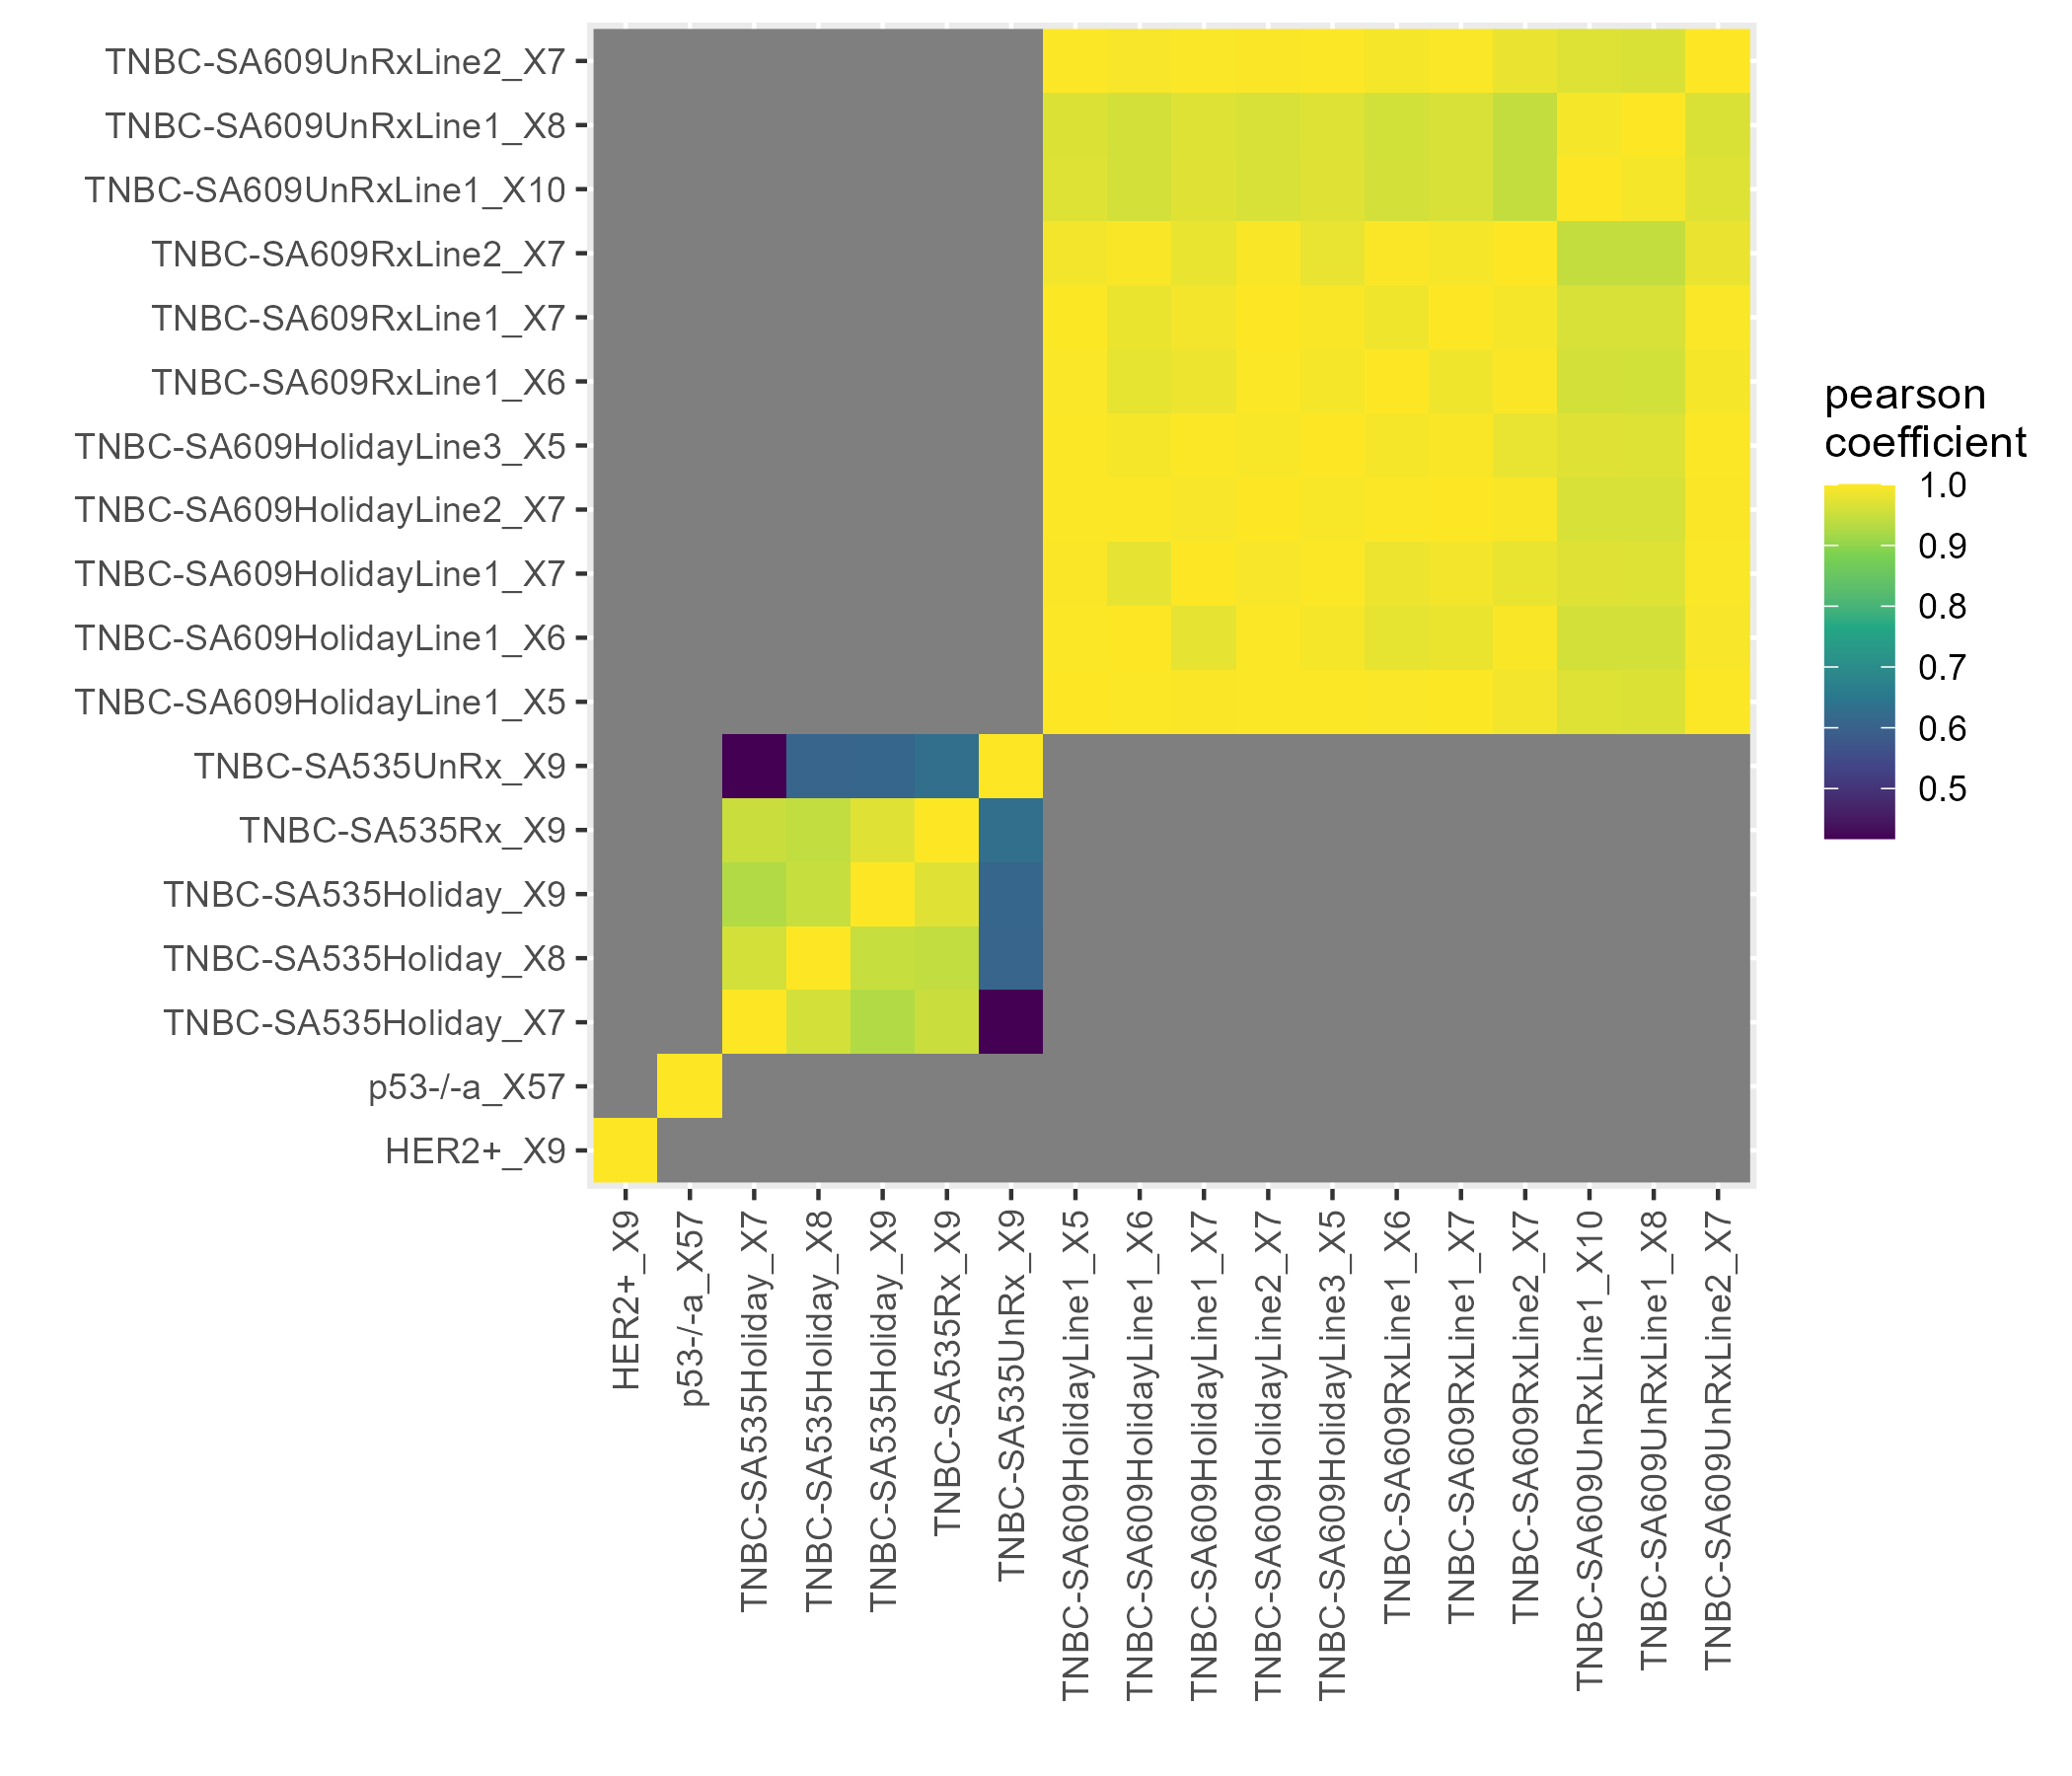 TNBC-SA609UnRxLine2_X7
TNBC-SA609UnRxLine1_X8
TNBC-SA609UnRxLine1_X10
TNBC-SA609RxLine2_X7
TNBC-SA609RxLine1_X7
TNBC-SA609RxLine1_X6
TNBC-SA609HolidayLine3_X5
TNBC-SA609HolidayLine2_X7
TNBC-SA609HolidayLine1_X7
TNBC-SA609HolidayLine1_X6
TNBC-SA609HolidayLine1_X5
TNBC-SA535UnRx_X9
TNBC-SA535Rx_X9
TNBC-SA535Holiday_X9
TNBC-SA535Holiday_X8
TNBC-SA535Holiday_X7
p53-/-a_X57
HER2+_X9
HER2+_X9
p53-/-a_X57
TNBC-SA535Holiday_X7
TNBC-SA535Holiday_X8
TNBC-SA535Holiday_X9
TNBC-SA535Rx_X9
TNBC-SA535UnRx_X9
TNBC-SA609HolidayLine1_X5
TNBC-SA609HolidayLine1_X6
TNBC-SA609HolidayLine1_X7
TNBC-SA609HolidayLine2_X7
TNBC-SA609HolidayLine3_X5
TNBC-SA609RxLine1_X6
TNBC-SA609RxLine1_X7
TNBC-SA609RxLine2_X7
TNBC-SA609UnRxLine1_X10
TNBC-SA609UnRxLine1_X8
TNBC-SA609UnRxLine2_X7
pearson
coefficient
1.0
0.9
0.8
0.7
0.6
0.5